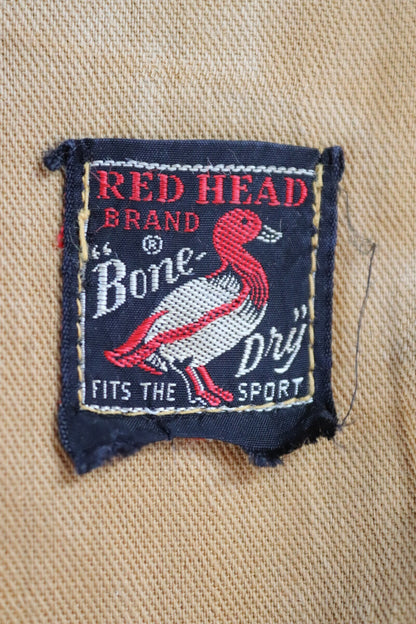 RED HEAD
BRAND
®
"Bone-
Dry"
FITS THE SPORT